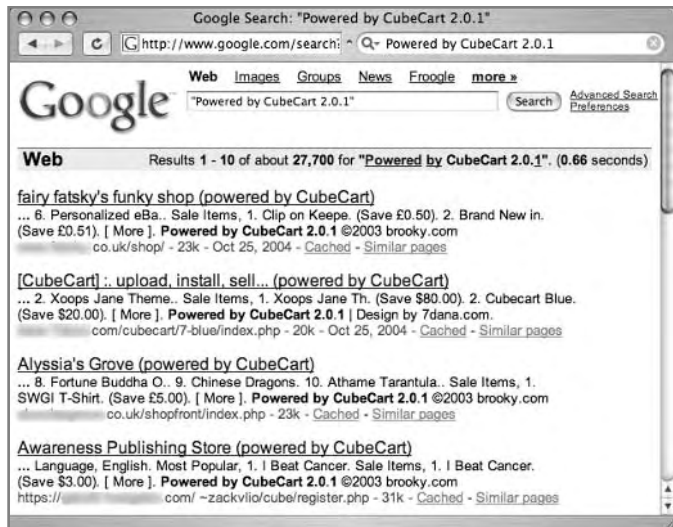 Google Search: "Powered by CubeCart 2.0.1"
G http://www.google.com/search? Q Powered by CubeCart 2.0.1
Web Images Groups News Froogle more »
Google "Powered by CubeCart 2.0.1" Search Advanced Search
Preferences
Web Results 1 - 10 of about 27,700 for "Powered by CubeCart 2.0.1". (0.66 seconds)
fairy fatsky's funky shop (powered by CubeCart)
... 6. Personalized eBa.. Sale Items, 1. Clip on Keepe. (Save £0.50). 2. Brand New in.
(Save £0.51). [ More ]. Powered by CubeCart 2.0.1 ©2003 brooky.com
co.uk/shop/ - 23k - Oct 25, 2004 - Cached - Similar pages
[CubeCart] :. upload, install, sell... (powered by CubeCart)
... 2. Xoops Jane Theme.. Sale Items, 1. Xoops Jane Th. (Save $80.00). 2. Cubecart Blue.
(Save $20.00). [ More ]. Powered by CubeCart 2.0.1 | Design by 7dana.com.
com/cubecart/7-blue/index.php - 20k - Oct 25, 2004 - Cached - Similar pages
Alyssia's Grove (powered by CubeCart)
... 8. Fortune Buddha O.. 9. Chinese Dragons. 10. Athame Tarantula.. Sale Items, 1.
SWGI T-Shirt. (Save £5.00). [ More ]. Powered by CubeCart 2.0.1 ©2003 brooky.com
co.uk/shopfront/index.php - 23k - Cached - Similar pages
Awareness Publishing Store (powered by CubeCart)
... Language, English. Most Popular, 1. I Beat Cancer. Sale Items, 1. I Beat Cancer.
(Save $3.00). [ More ]. Powered by CubeCart 2.0.1 ©2003 brooky.com
https:// com/ ~zackvlio/cube/register.php - 31k - Cached - Similar pages